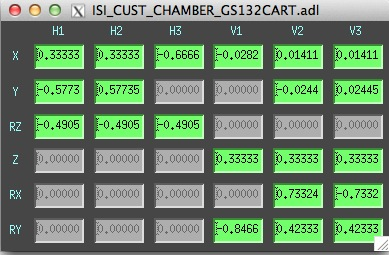 ISI_CUST_CHAMBER_GS132CART.adl
H1 H2 H3 V1 V2 V3
X 0.33333 0.33333 -0.6666 -0.0282 0.01411 0.01411
Y -0.5773 0.57735 0.00000 0.00000 -0.0244 0.02445
RZ -0.4905 -0.4905 -0.4905 0.00000 0.00000 0.00000
Z 0.00000 0.00000 0.00000 0.33333 0.33333 0.33333
RX 0.00000 0.00000 0.00000 0.00000 0.73324 -0.7332
RY 0.00000 0.00000 0.00000 -0.8466 0.42333 0.42333